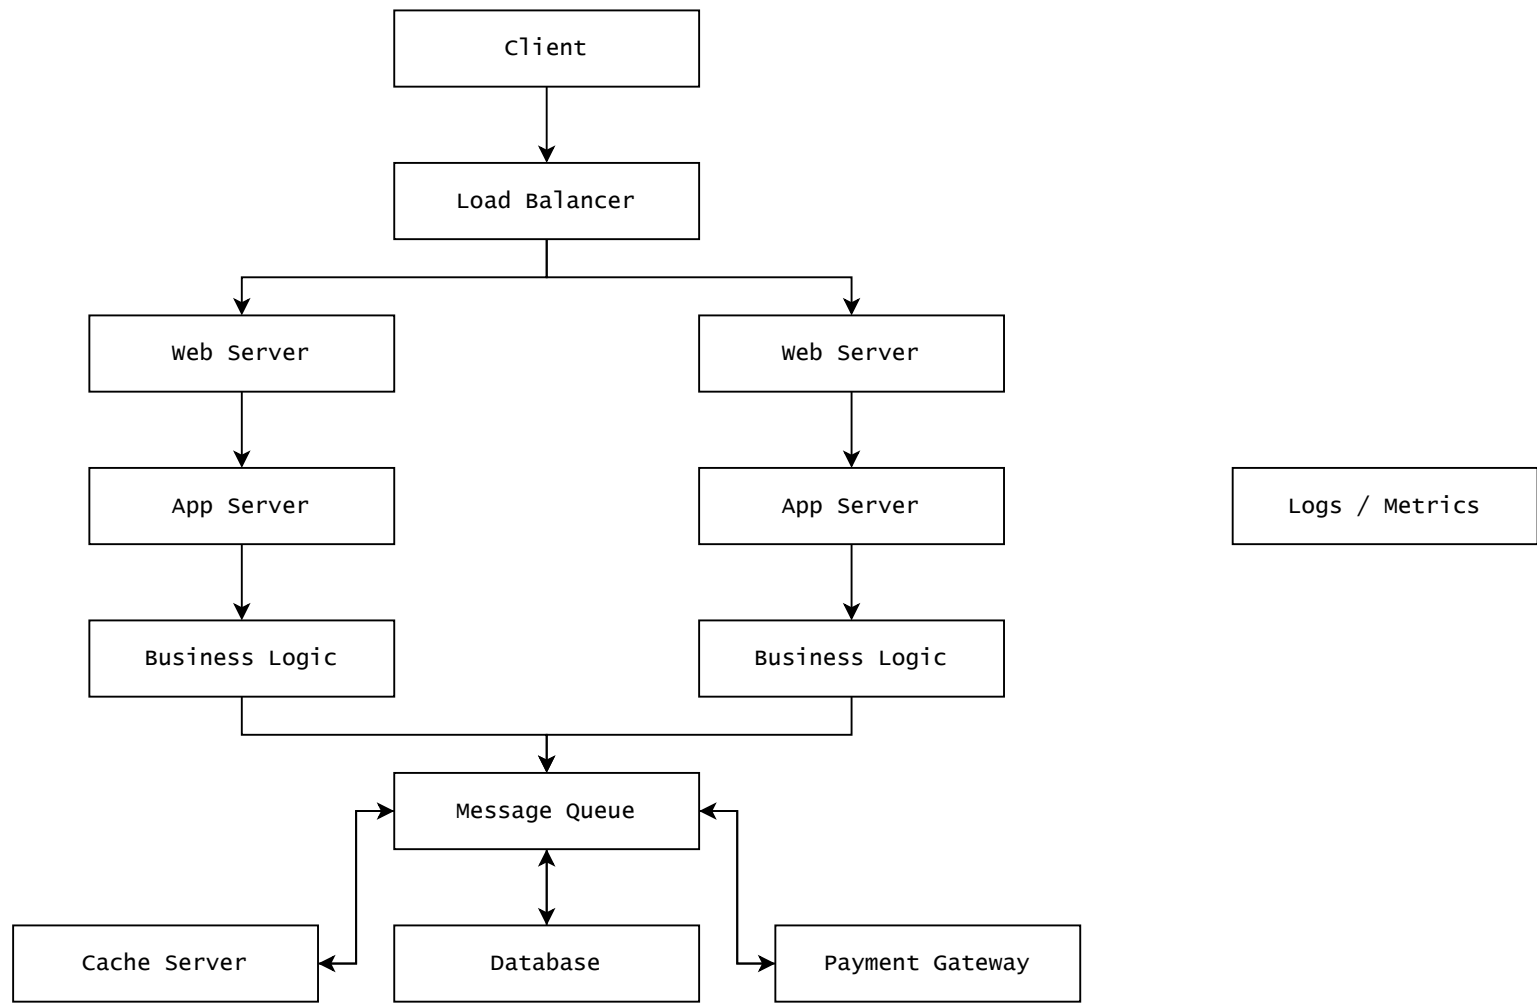 Client
Load Balancer
Web Server
Web Server
App Server
App Server
Logs / Metrics
Business Logic
Business Logic
Message Queue
Cache Server
Database
Payment Gateway